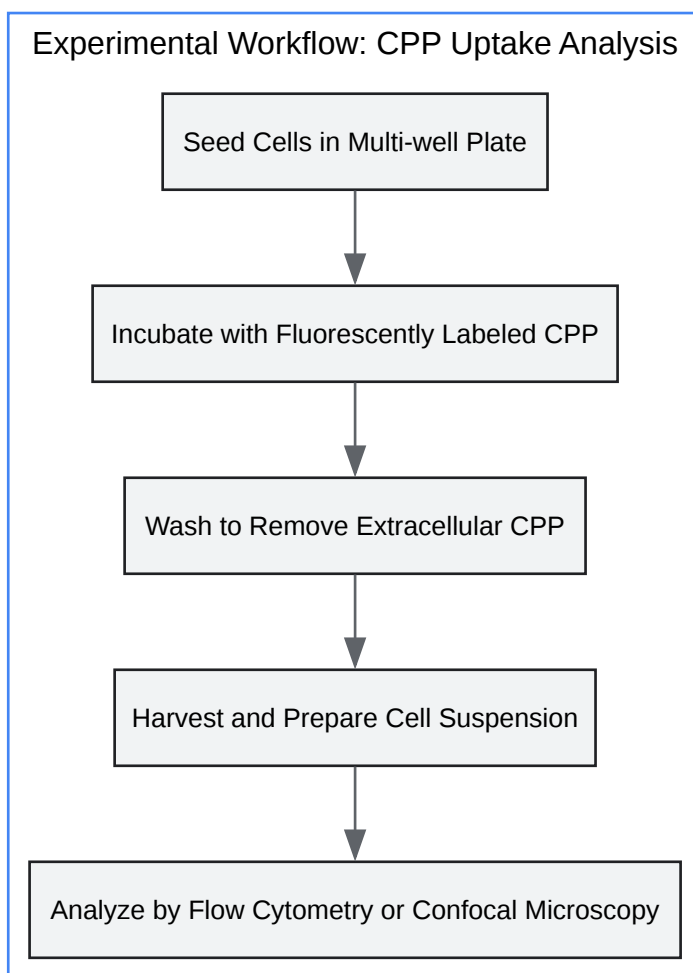 Experimental Workflow: CPP Uptake Analysis
Seed Cells in Multi-well Plate
Incubate with Fluorescently Labeled CPP
Wash to Remove Extracellular CPP
Harvest and Prepare Cell Suspension
Analyze by Flow Cytometry or Confocal Microscopy